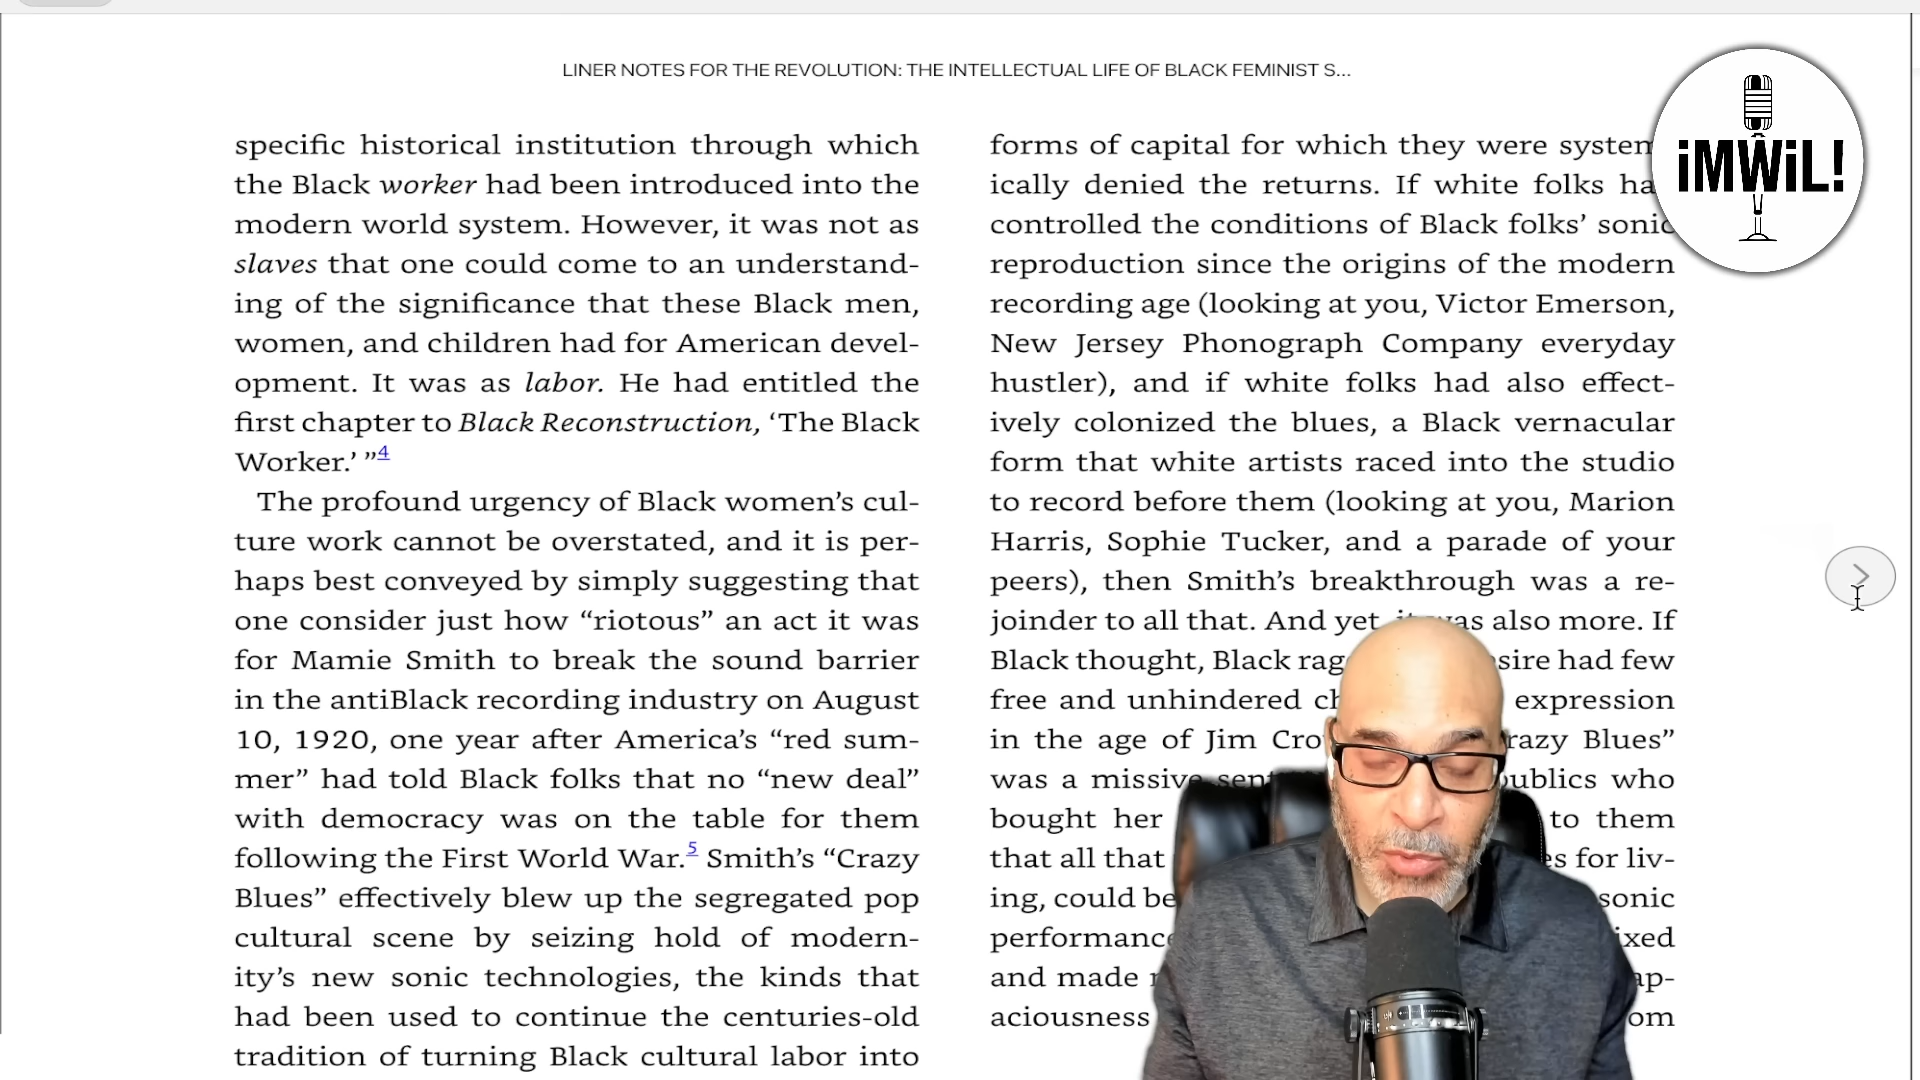 LINER NOTES FOR THE REVOLUTION: THE INTELLECTUAL LIFE OF BLACK FEMINIST S...
iMWiL!
specific historical institution through which
the Black worker had been introduced into the
modern world system. However, it was not as
slaves that one could come to an understand-
ing of the significance that these Black men,
women, and children had for American devel-
opment. It was as labor. He had entitled the
first chapter to Black Reconstruction, ‘The Black
Worker.’ ”4
The profound urgency of Black women’s cul-
ture work cannot be overstated, and it is per-
haps best conveyed by simply suggesting that
one consider just how “riotous” an act it was
for Mamie Smith to break the sound barrier
in the antiBlack recording industry on August
10, 1920, one year after America’s “red sum-
mer” had told Black folks that no “new deal”
with democracy was on the table for them
following the First World War.5 Smith’s “Crazy
Blues” effectively blew up the segregated pop
cultural scene by seizing hold of modern-
ity’s new sonic technologies, the kinds that
had been used to continue the centuries-old
tradition of turning Black cultural labor into
forms of capital for which they were system
ically denied the returns. If white folks ha
controlled the conditions of Black folks’ sonic
reproduction since the origins of the modern
recording age (looking at you, Victor Emerson,
New Jersey Phonograph Company everyday
hustler), and if white folks had also effect-
ively colonized the blues, a Black vernacular
form that white artists raced into the studio
to record before them (looking at you, Marion
Harris, Sophie Tucker, and a parade of your
peers), then Smith’s breakthrough was a re-
joinder to all that. And yet, it was also more. If
Black thought, Black had few
free and unhindered expression
in the age of Jim Blues”
was a missive publics who
bought her to them
that all that for liv-
ing, could be sonic
performance
and made
aciousness